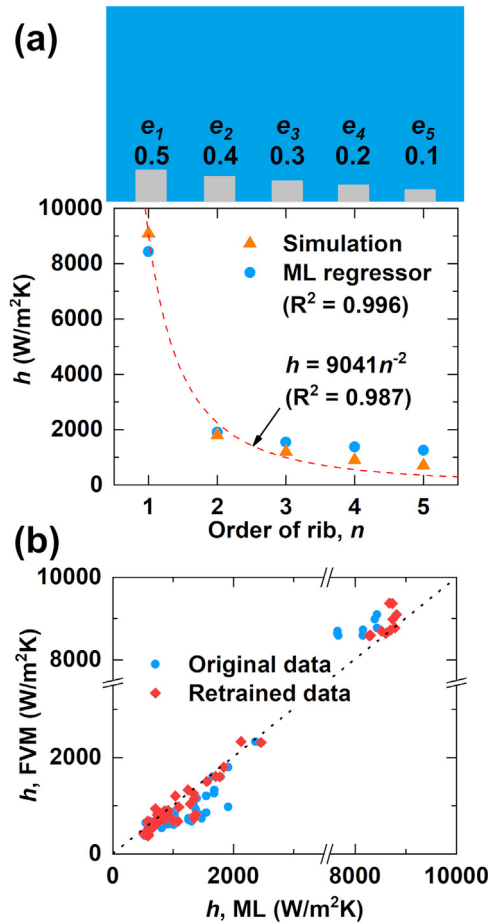 (a)
e1 e2 e3 e4 e5
0.5 0.4 0.3 0.2 0.1
10000
8000
6000
4000
2000
0
h (W/m²K)
Simulation
ML regressor
(R² = 0.996)
h = 9041n⁻²
(R² = 0.987)
1 2 3 4 5
Order of rib, n
(b)
10000
8000
2000
0
h, FVM (W/m²K)
Original data
Retrained data
0 2000 8000 10000
h, ML (W/m²K)